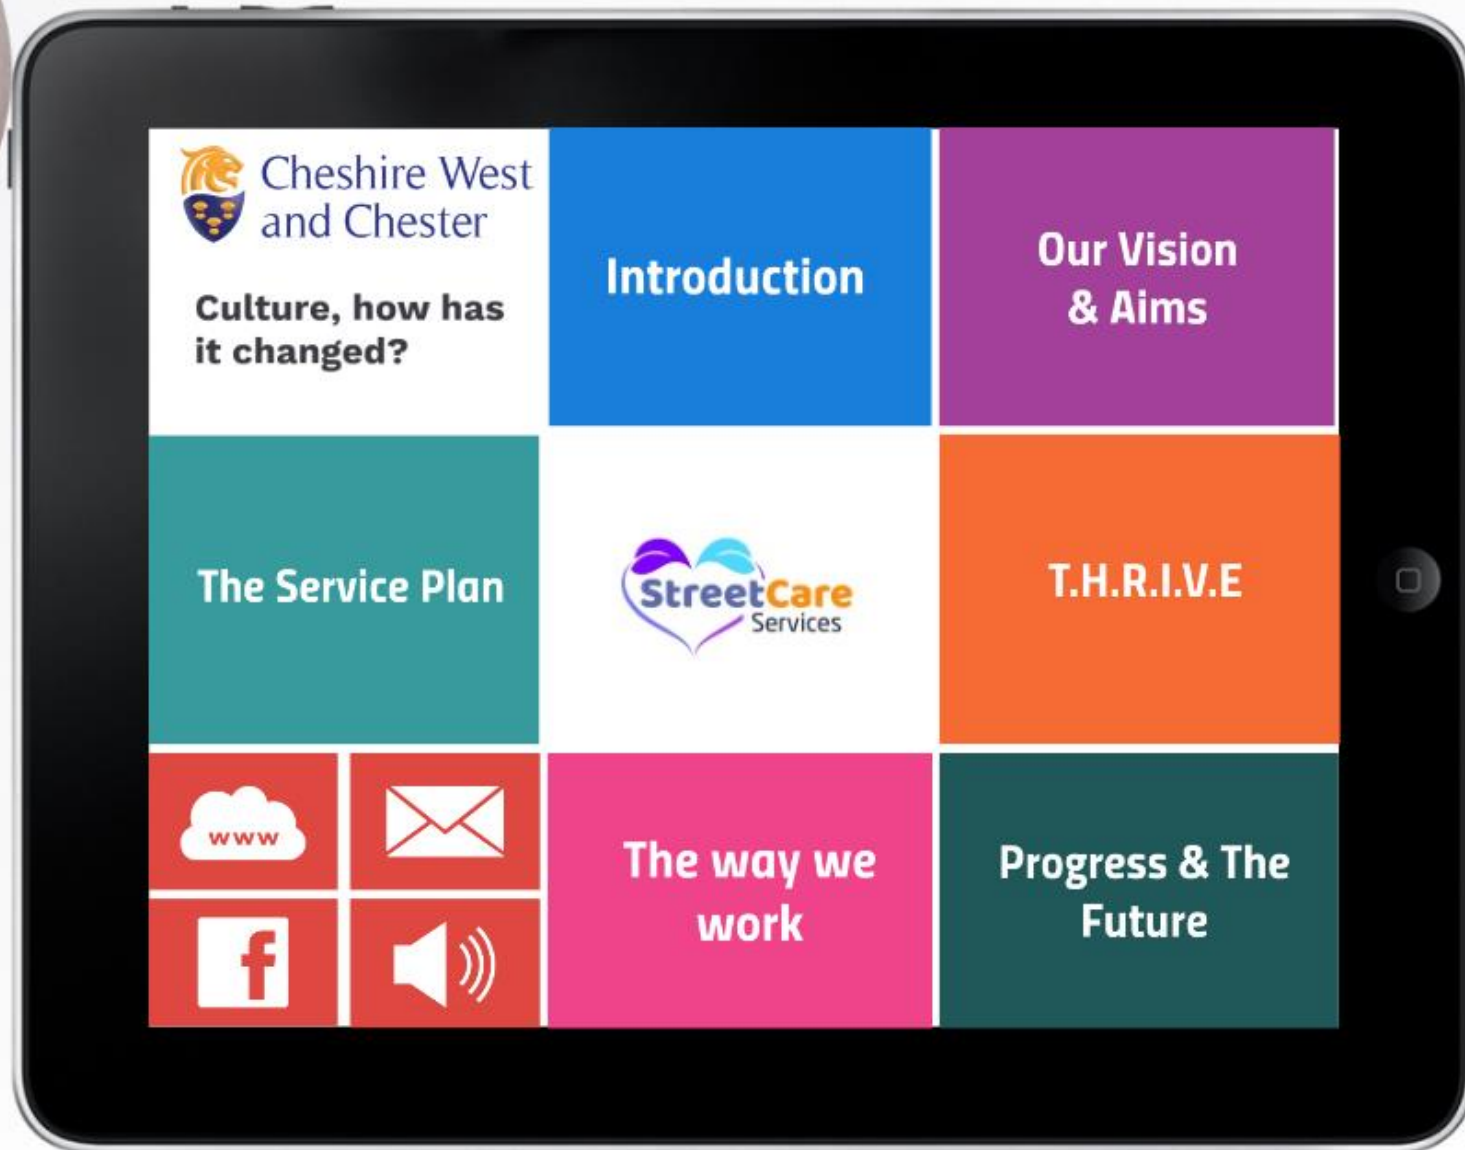 Cheshire West
and Chester
Culture, how has
it changed?
Introduction
Our Vision
& Aims
The Service Plan
StreetCare
Services
T.H.R.I.V.E
www
f
The way we
work
Progress & The
Future